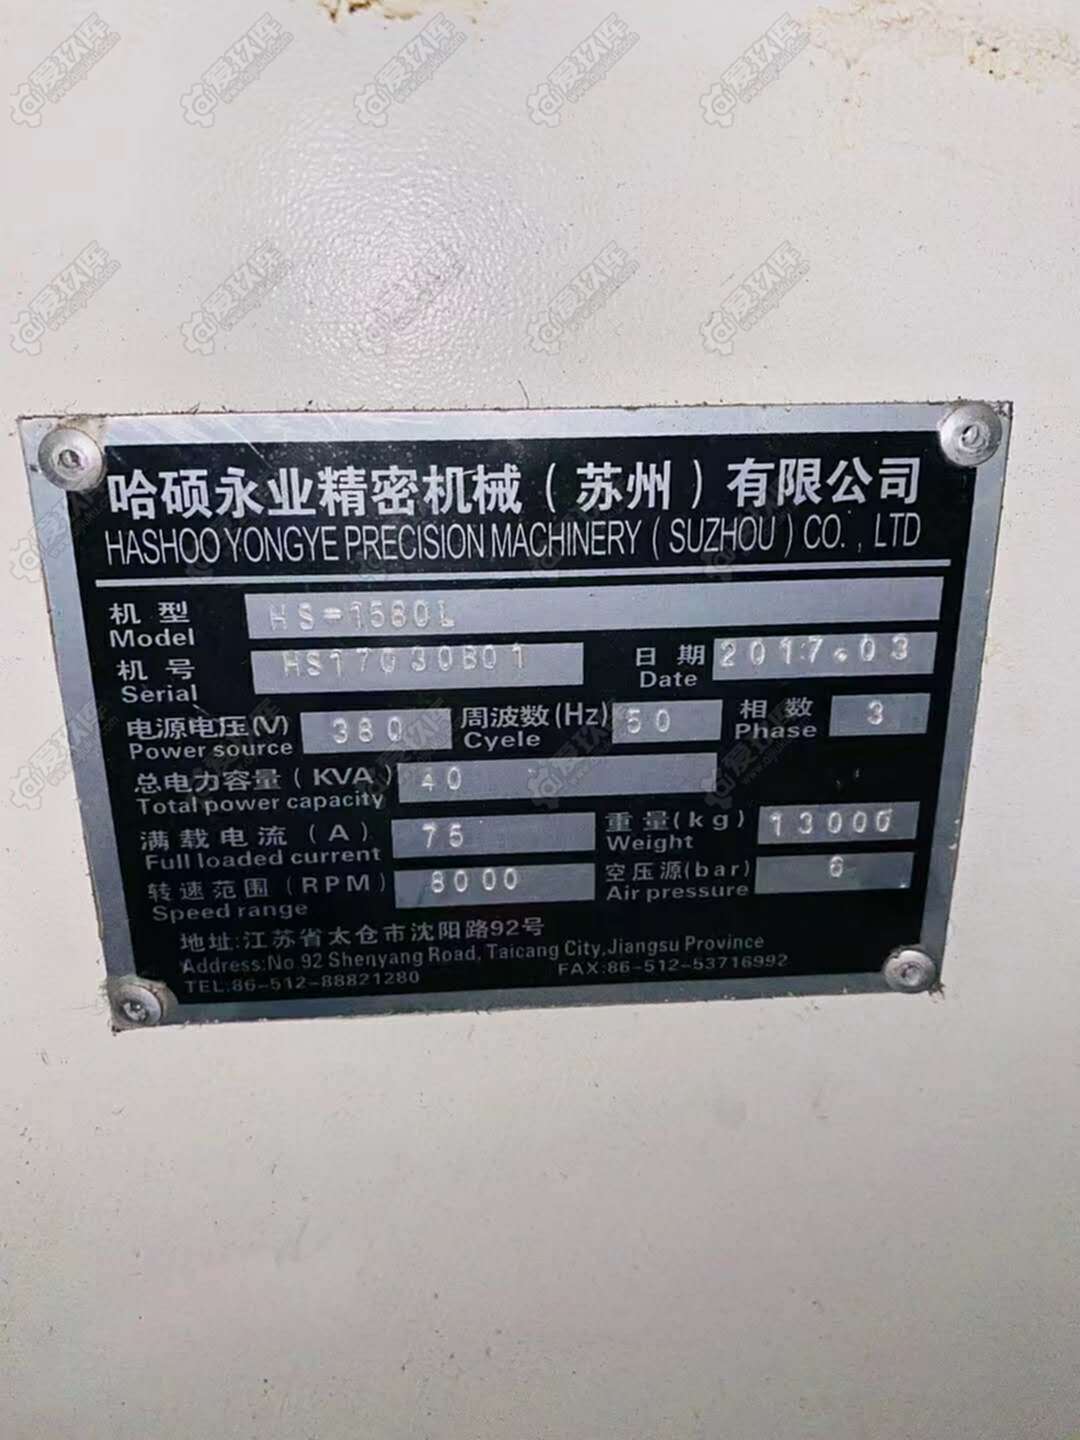 哈硕永业精密机械（苏州）有限公司
HASHOO YONGYE PRECISION MACHINERY ( SUZHOU ) CO. , LTD
机型 HS-1580L
Model
机号 HS17G30B01 日期 2017.03
Serial Date
电源电压(V) 380 周波数(Hz) 50 相数 3
Power source Cyele Phase
总电力容量(KVA) 40
Total power capacity
满载电流(A) 75 重量(kg) 13000
Full loaded current Weight
转速范围(RPM) 8000 空压源(bar) 6
Speed range Air pressure
地址:江苏省太仓市沈阳路92号
Address:No.92 Shenyang Road, Taicang City,Jiangsu Province
TEL:86-512-88821280 FAX:86-512-53716992
爱玖库